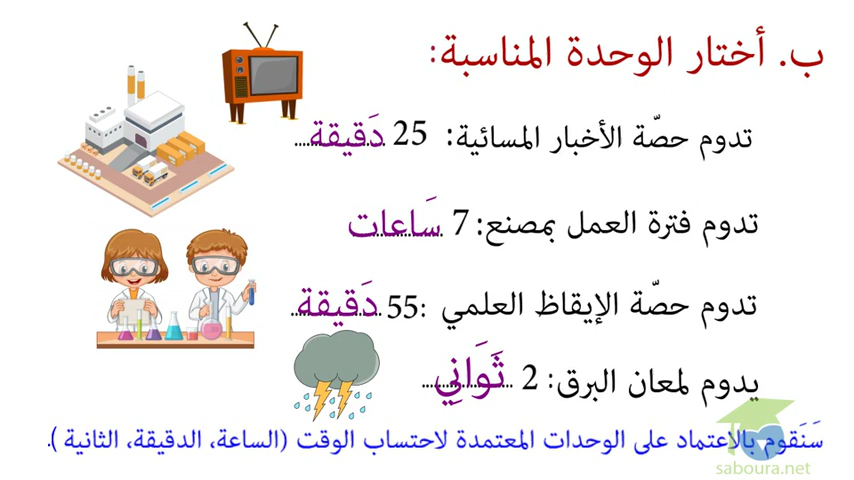 ب. أختار الوحدة المناسبة:
تدوم حصّة الأخبار المسائية: 25 دَقيقة
تدوم فترة العمل بمصنع: 7 سَاعات
تدوم حصّة الإيقاظ العلمي :55 دَقيقة
يدوم لمعان البرق: 2 ثَوَاني
سَنَقوم بالاعتماد على الوحدات المعتمدة لاحتساب الوقت (الساعة، الدقيقة، الثانية ).
saboura.net